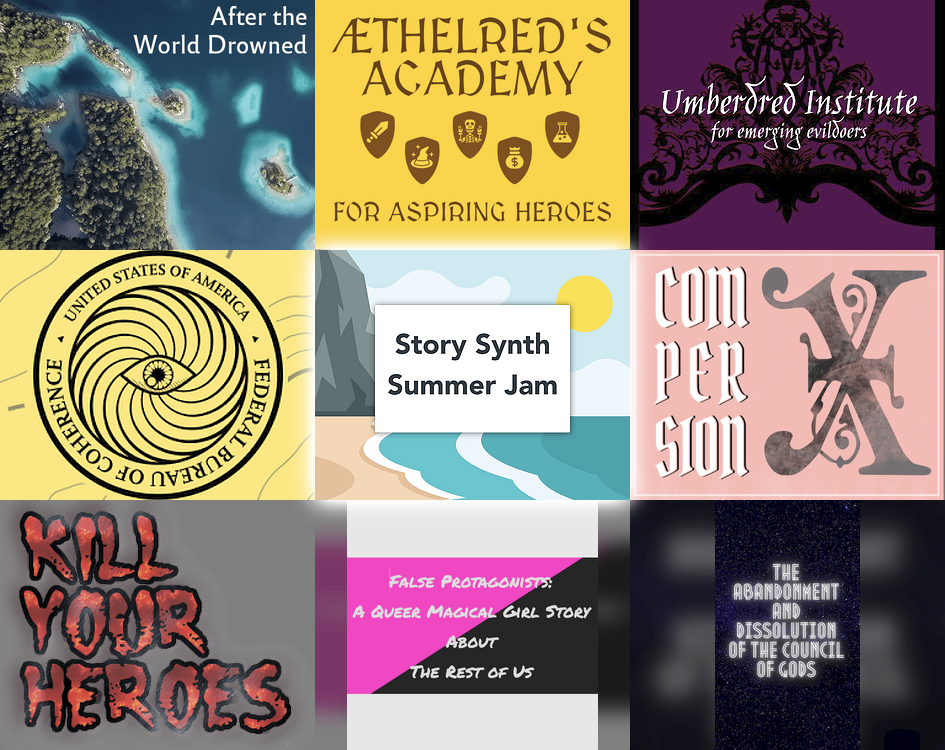 After the
World Drowned
ÆTHELRED'S
ACADEMY
FOR ASPIRING HEROES
Umberdred Institute
for emerging evildoers
UNITED STATES OF AMERICA
FEDERAL BUREAU OF COHERENCE
Story Synth
Summer Jam
COM
PER
SION
X
KILL
YOUR
HEROES
False Protagonists:
A Queer Magical Girl Story
About
The Rest of Us
THE
ABANDONMENT
AND
DISSOLUTION
OF THE COUNCIL
OF GODS